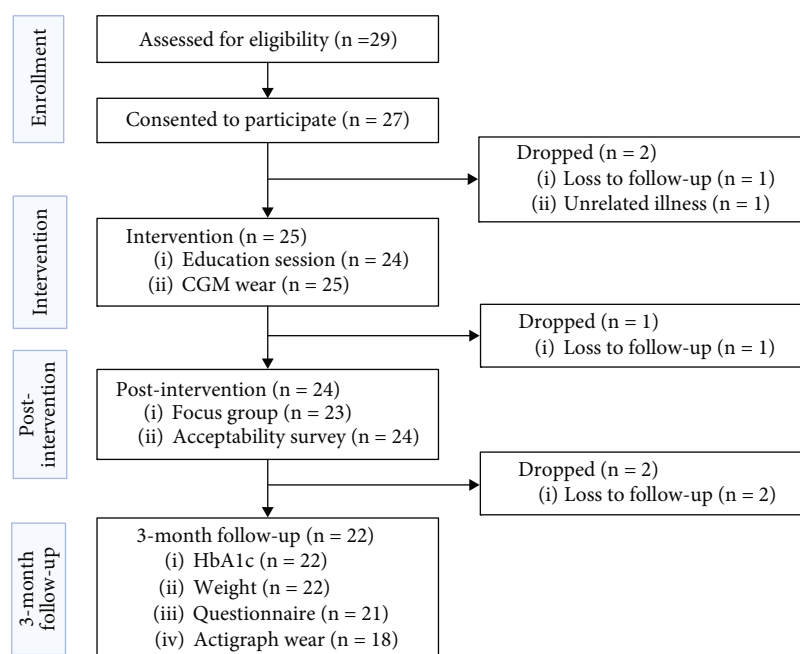 Enrollment
Assessed for eligibility (n =29)
Consented to participate (n = 27)
Dropped (n = 2)
(i) Loss to follow-up (n = 1)
(ii) Unrelated illness (n = 1)
Intervention
Intervention (n = 25)
(i) Education session (n = 24)
(ii) CGM wear (n = 25)
Dropped (n = 1)
(i) Loss to follow-up (n = 1)
Post-
intervention
Post-intervention (n = 24)
(i) Focus group (n = 23)
(ii) Acceptability survey (n = 24)
Dropped (n = 2)
(i) Loss to follow-up (n = 2)
3-month
follow-up
3-month follow-up (n = 22)
(i) HbA1c (n = 22)
(ii) Weight (n = 22)
(iii) Questionnaire (n = 21)
(iv) Actigraph wear (n = 18)